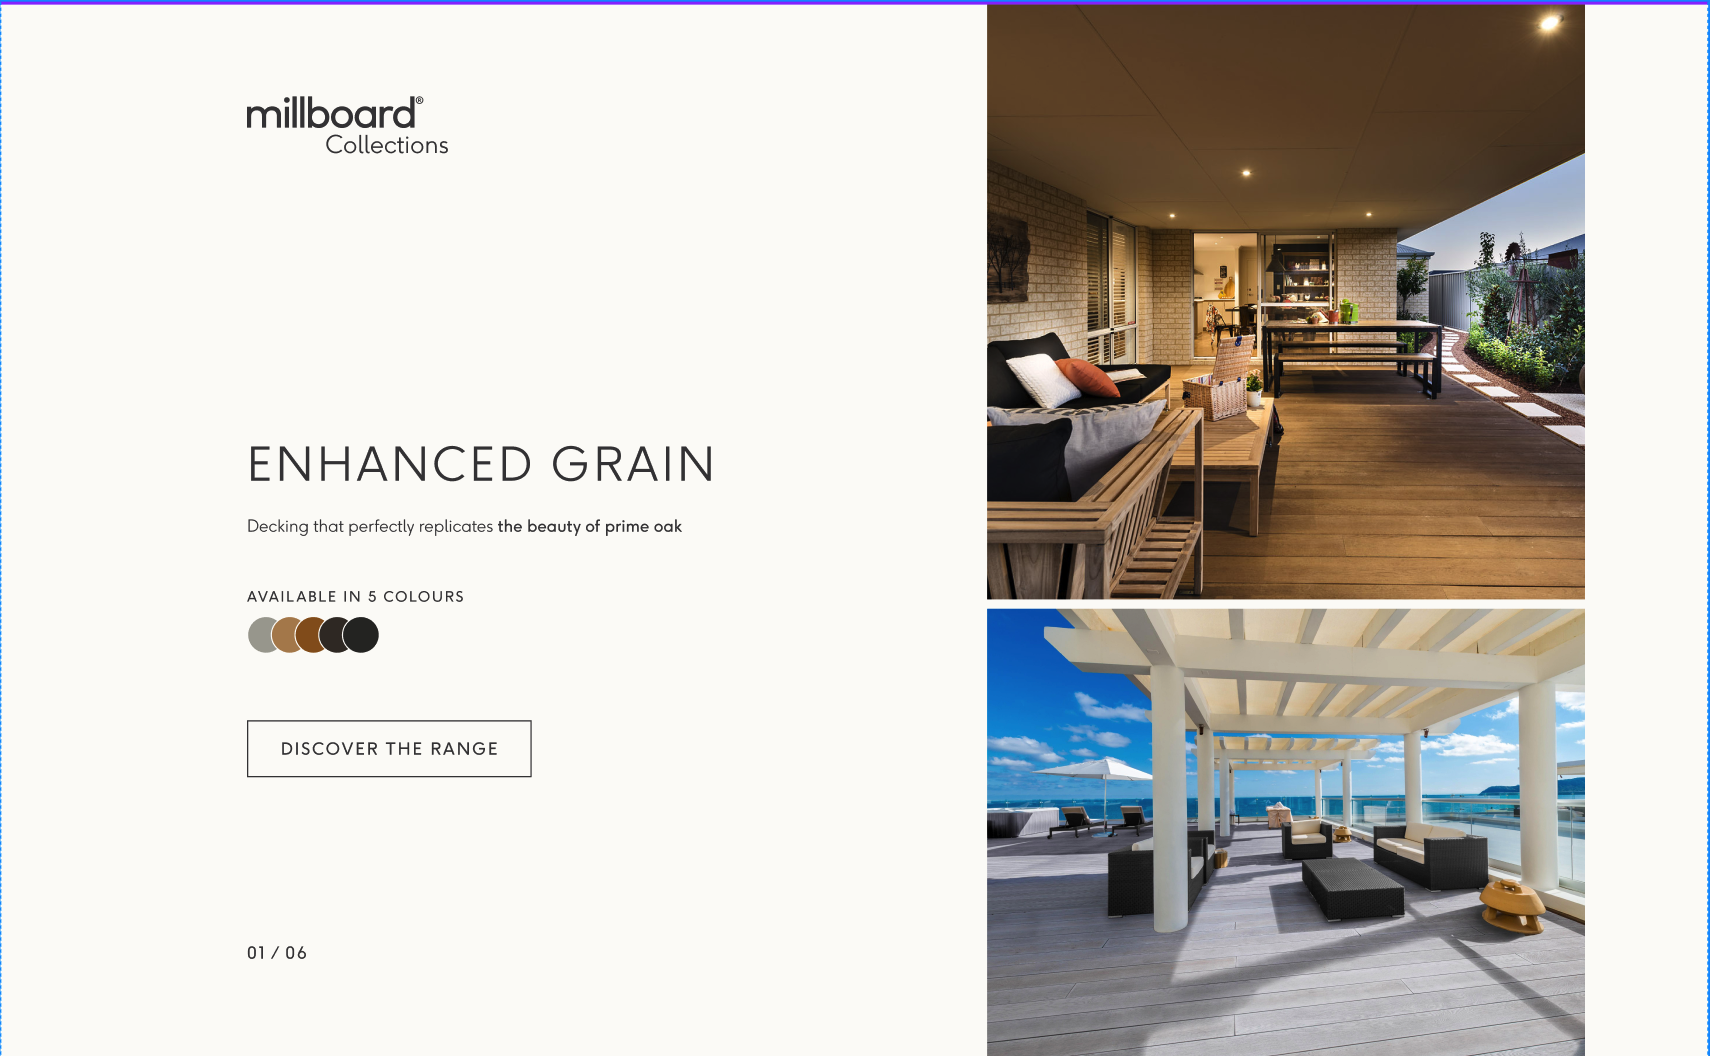 millboard®
Collections
ENHANCED GRAIN
Decking that perfectly replicates the beauty of prime oak
AVAILABLE IN 5 COLOURS
DISCOVER THE RANGE
01 / 06